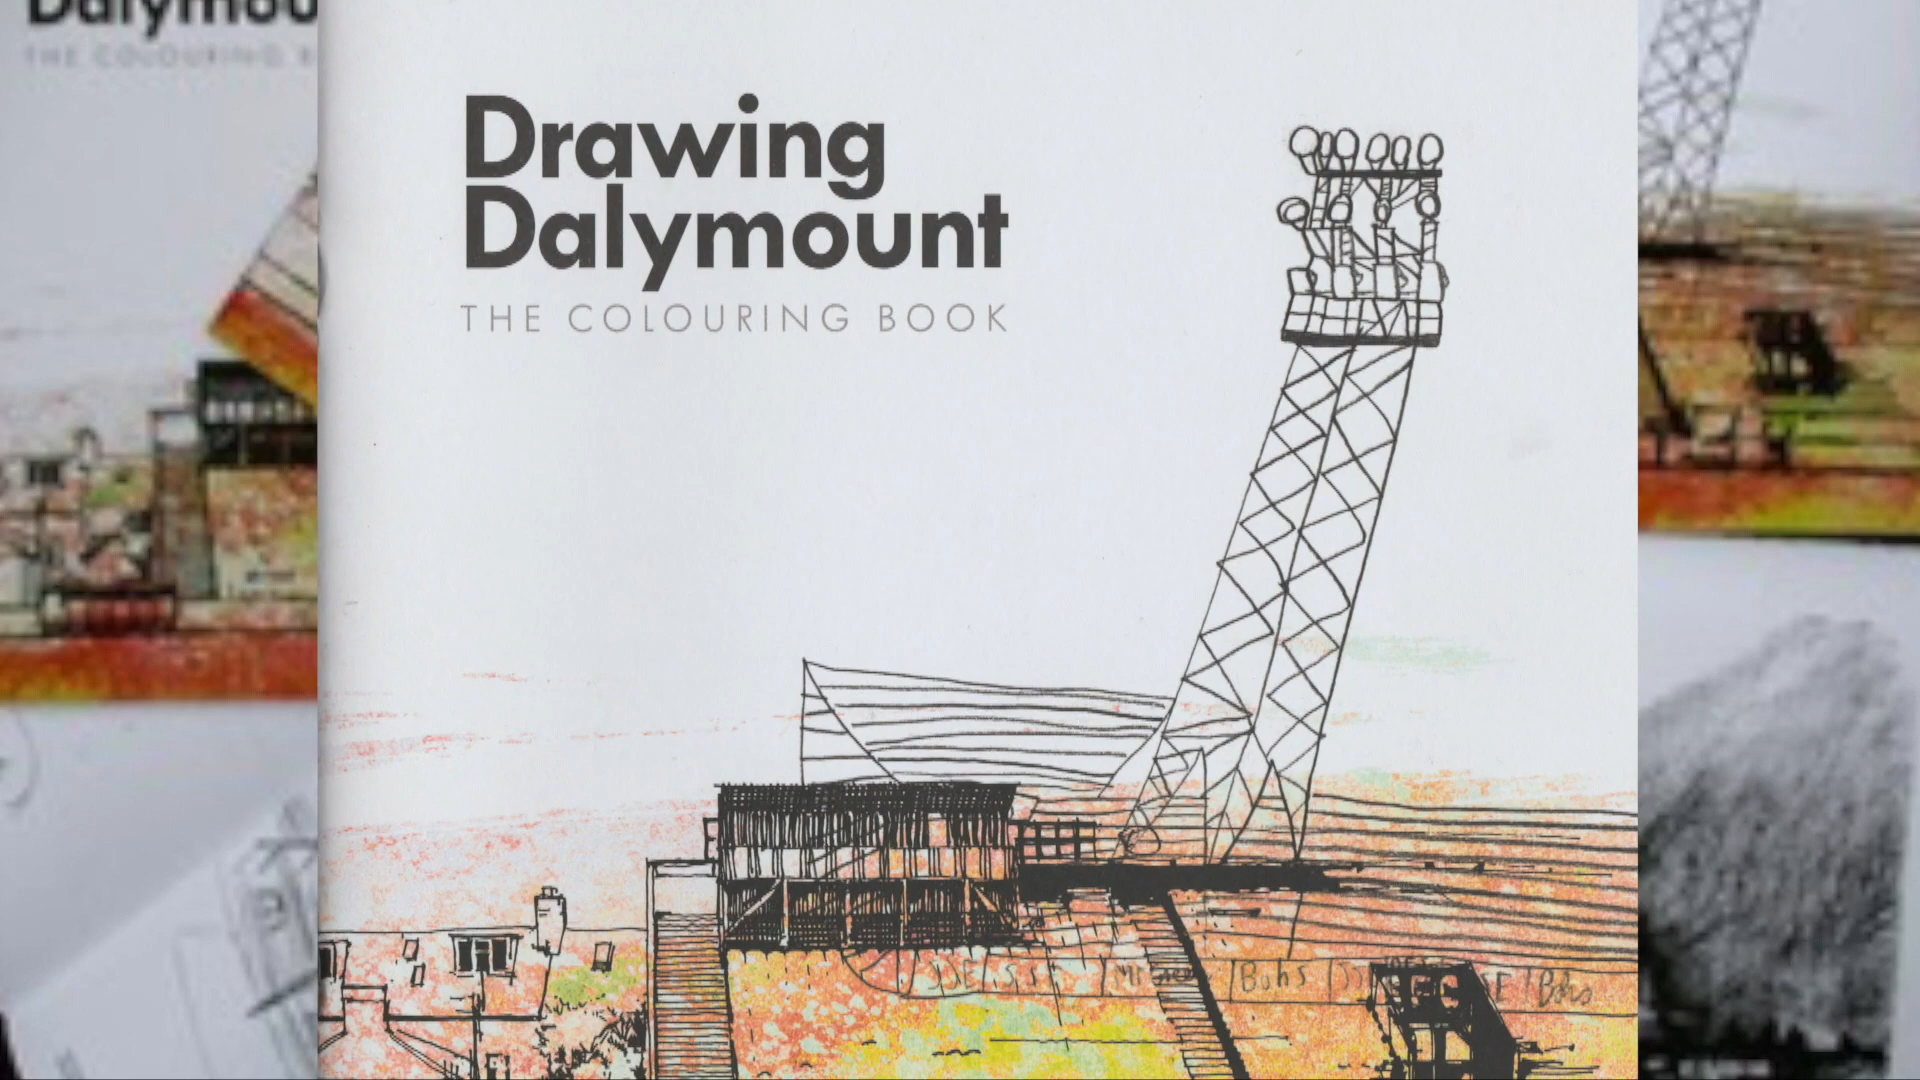 Drawing
Dalymount
THE COLOURING BOOK
Bohs
Bohs